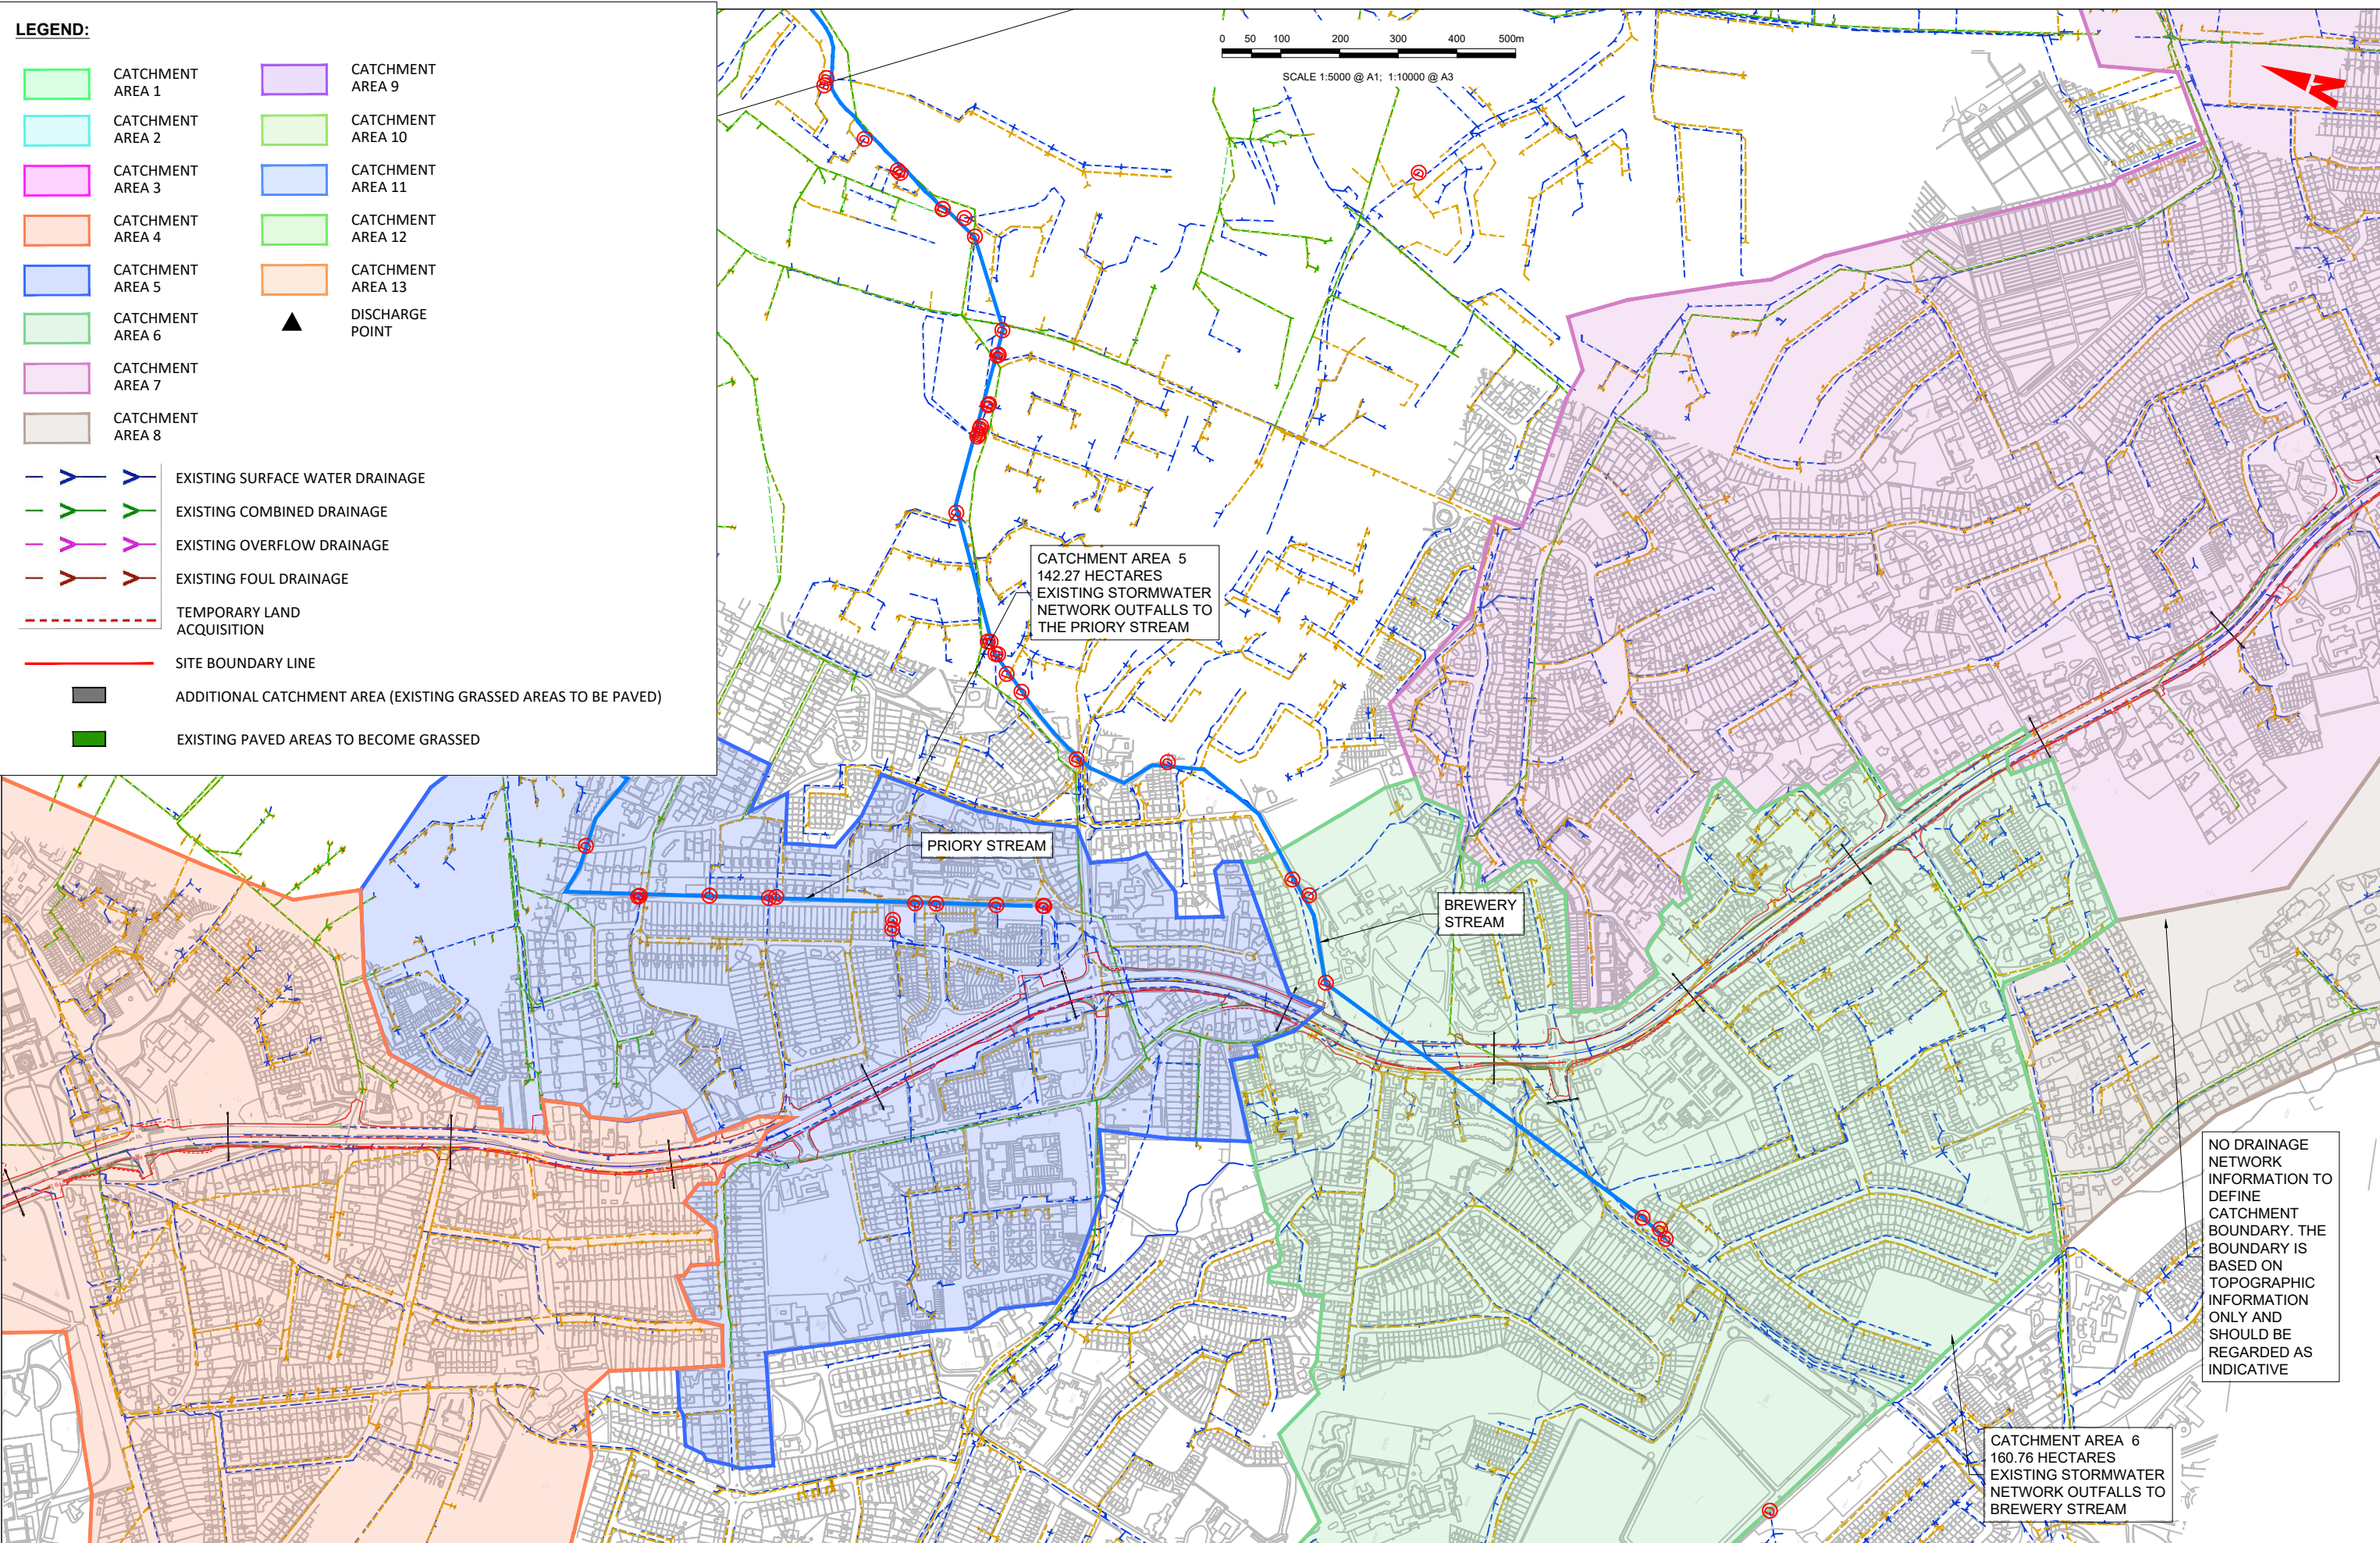 LEGEND:
CATCHMENT
AREA 1
CATCHMENT
AREA 2
CATCHMENT
AREA 3
CATCHMENT
AREA 4
CATCHMENT
AREA 5
CATCHMENT
AREA 6
CATCHMENT
AREA 7
CATCHMENT
AREA 8
CATCHMENT
AREA 9
CATCHMENT
AREA 10
CATCHMENT
AREA 11
CATCHMENT
AREA 12
CATCHMENT
AREA 13
DISCHARGE
POINT
EXISTING SURFACE WATER DRAINAGE
EXISTING COMBINED DRAINAGE
EXISTING OVERFLOW DRAINAGE
EXISTING FOUL DRAINAGE
TEMPORARY LAND
ACQUISITION
SITE BOUNDARY LINE
ADDITIONAL CATCHMENT AREA (EXISTING GRASSED AREAS TO BE PAVED)
EXISTING PAVED AREAS TO BECOME GRASSED
0 50 100 200 300 400 500m
SCALE 1:5000 @ A1; 1:10000 @ A3
N
CATCHMENT AREA 5
142.27 HECTARES
EXISTING STORMWATER
NETWORK OUTFALLS TO
THE PRIORY STREAM
PRIORY STREAM
BREWERY
STREAM
NO DRAINAGE
NETWORK
INFORMATION TO
DEFINE
CATCHMENT
BOUNDARY. THE
BOUNDARY IS
BASED ON
TOPOGRAPHIC
INFORMATION
ONLY AND
SHOULD BE
REGARDED AS
INDICATIVE
CATCHMENT AREA 6
160.76 HECTARES
EXISTING STORMWATER
NETWORK OUTFALLS TO
BREWERY STREAM